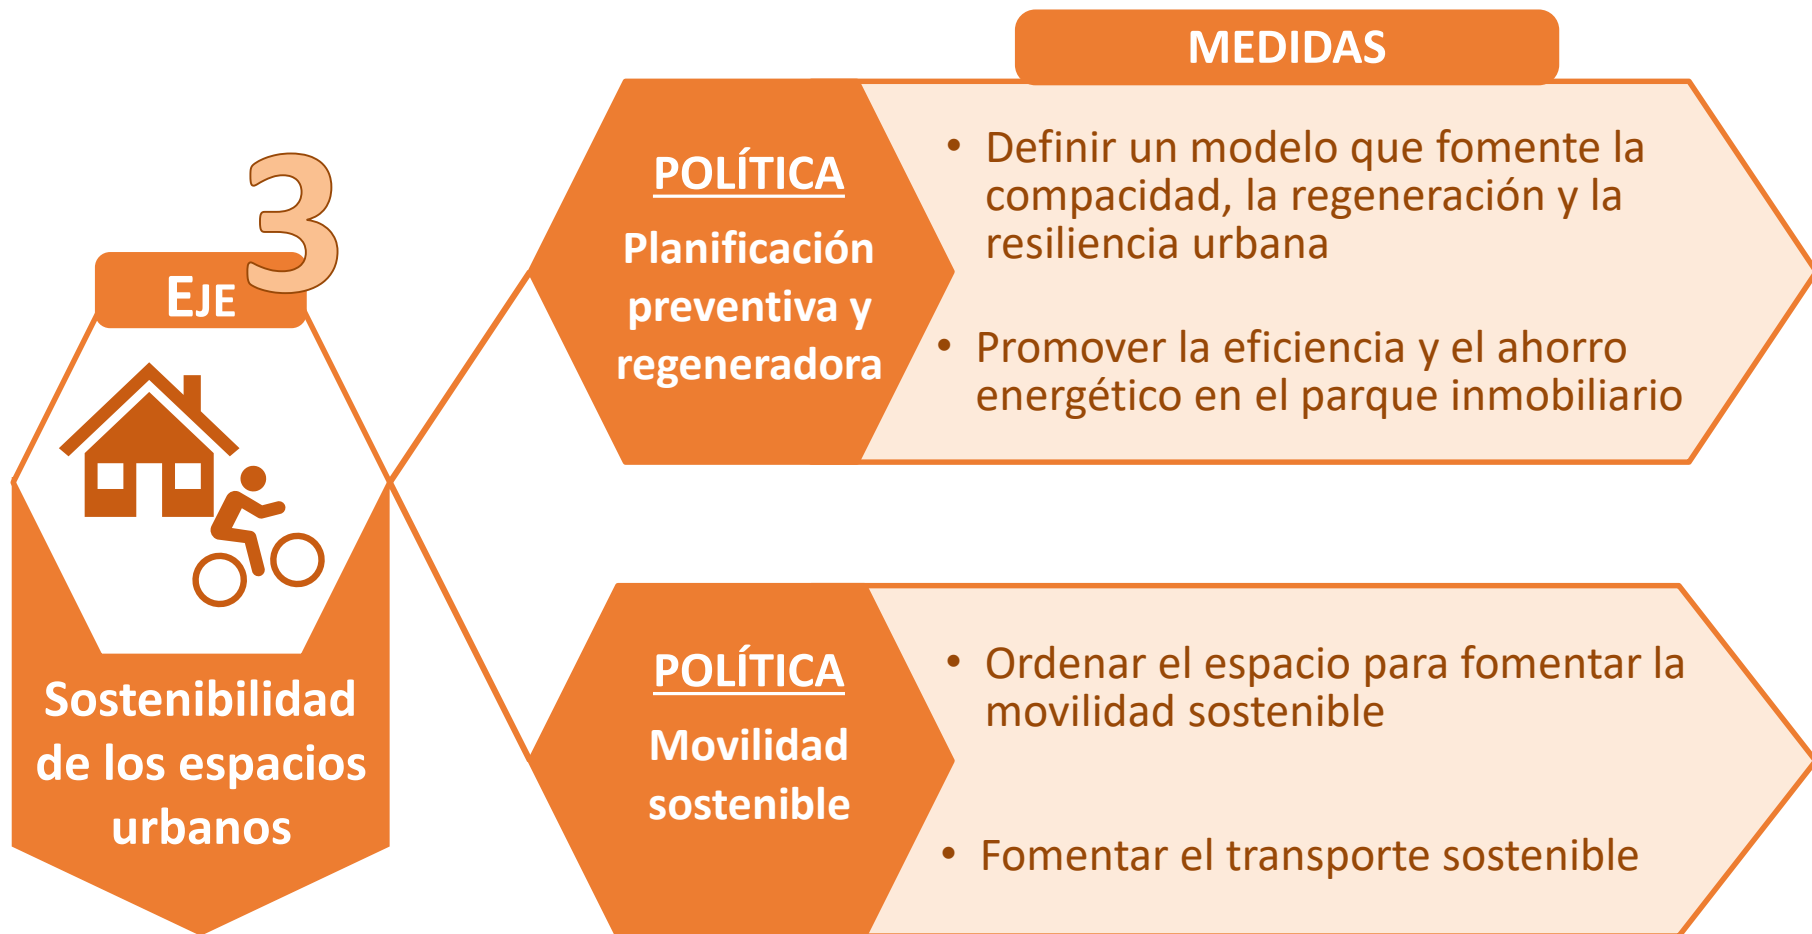 MEDIDAS
3
EJE
Sostenibilidad
de los espacios
urbanos
POLÍTICA
Planificación
preventiva y
regeneradora
• Definir un modelo que fomente la
compacidad, la regeneración y la
resiliencia urbana
• Promover la eficiencia y el ahorro
energético en el parque inmobiliario
POLÍTICA
Movilidad
sostenible
• Ordenar el espacio para fomentar la
movilidad sostenible
• Fomentar el transporte sostenible